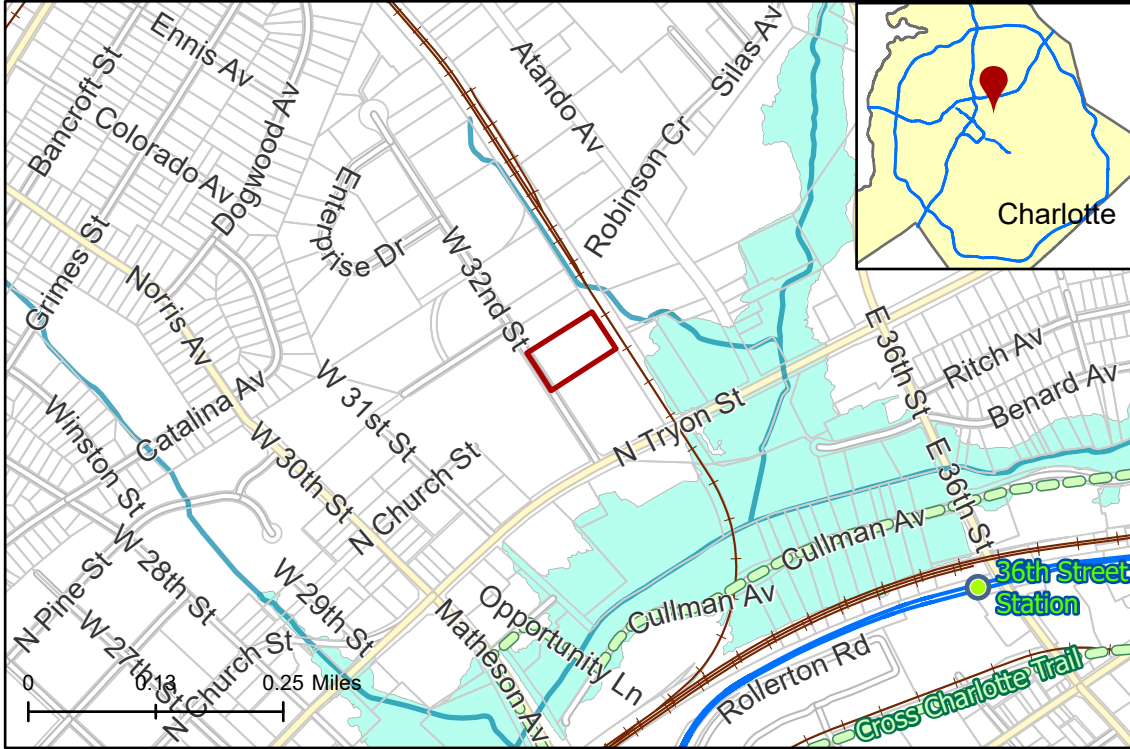 Ennis Av
Bancroft St
Colorado Av
Dogwood Av
Atando Av
Silas Av
Robinson Cr
Enterprise Dr
W 32nd St
Charlotte
Grimes St
Norris Av
Catalina Av
Winston St
W 31st St
W 30th St
N Church St
N Tryon St
E 36th St
Ritch Av
Benard Av
E 36th St
Cullman Av
Cullman Av
36th Street
Station
Opportunity Ln
Matheson Av
W 28th St
W 29th St
N Pine St
W 27th St
N Church St
Rollerton Rd
Cross Charlotte Trail
0 0.13 0.25 Miles